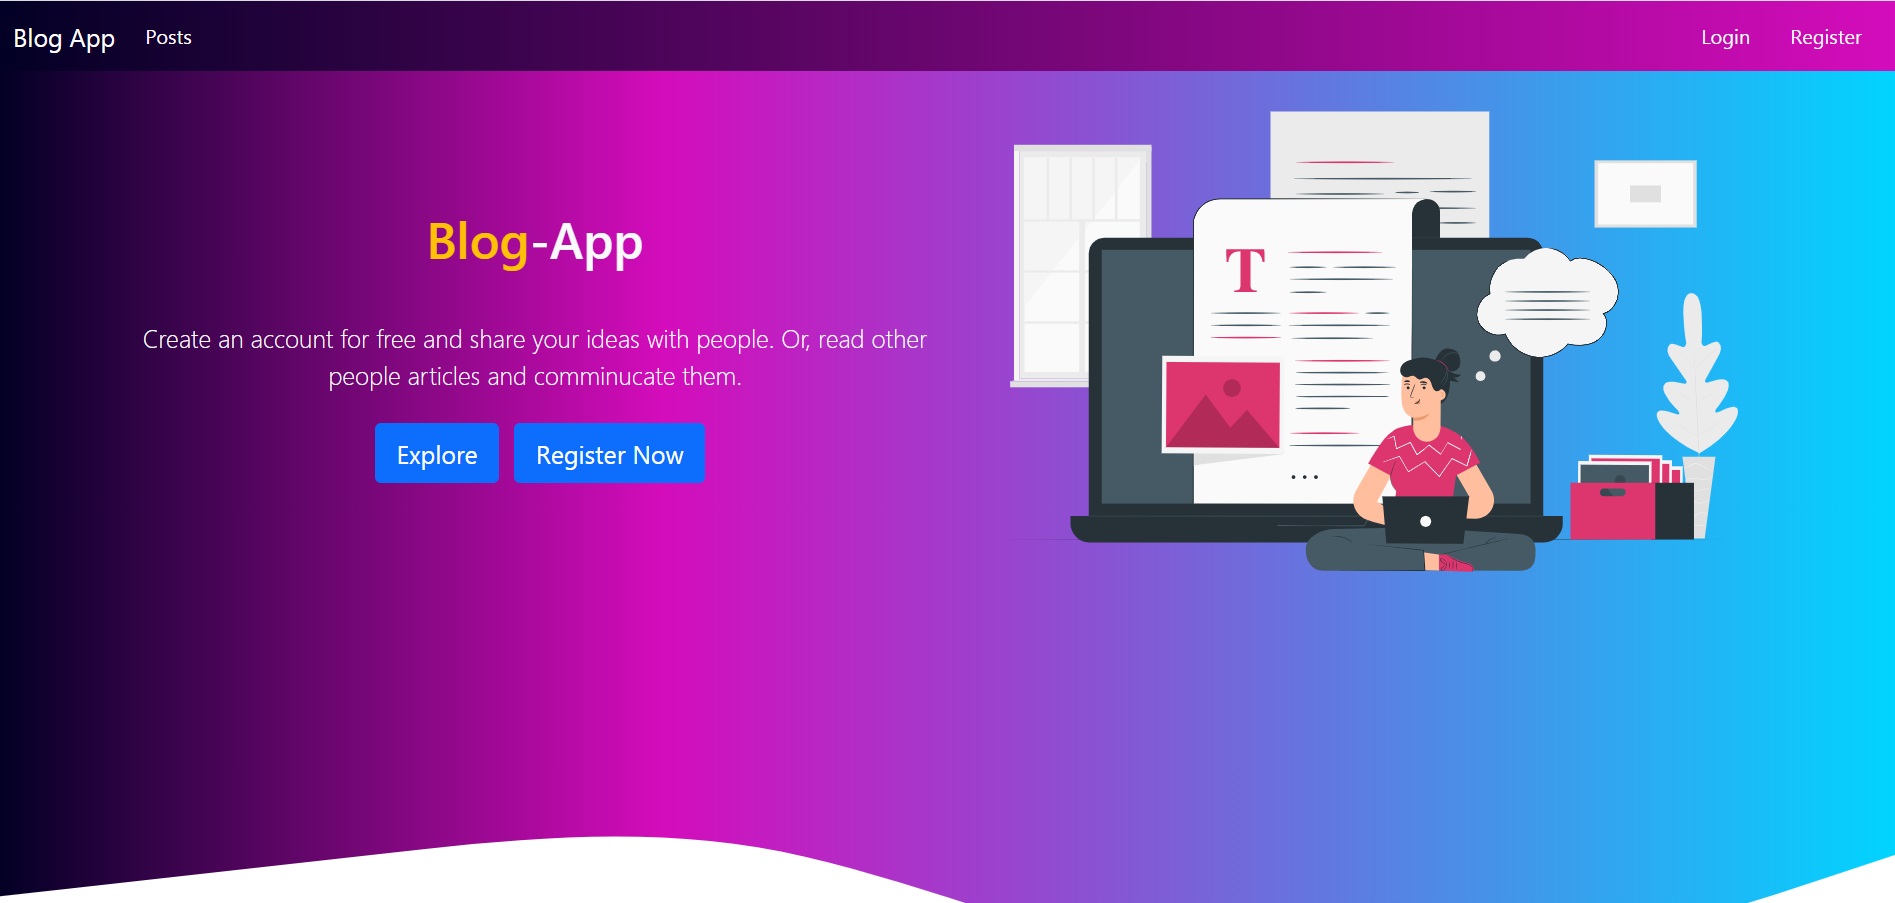 Blog App
Posts
Login
Register
Blog-App
Create an account for free and share your ideas with people. Or, read other
people articles and comminucate them.
Explore
Register Now
T